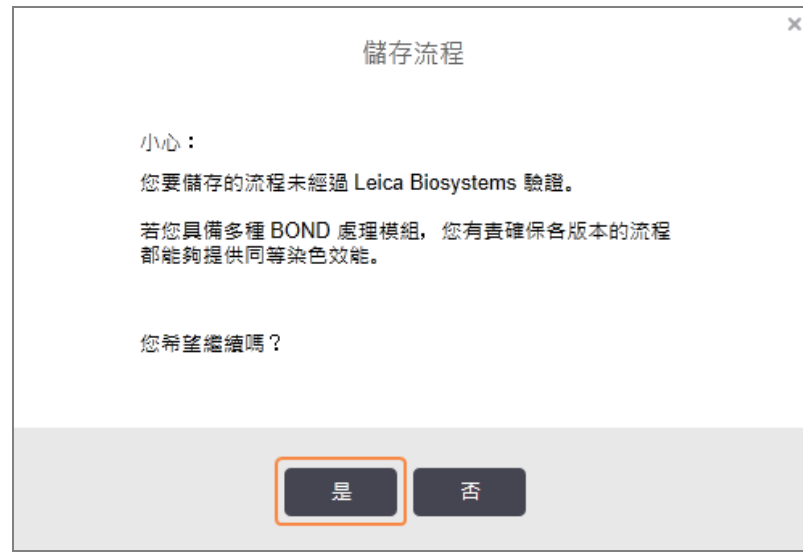 儲存流程
小心：
您要儲存的流程未經過 Leica Biosystems 驗證。
若您具備多種 BOND 處理模組，您有責確保各版本的流程
都能夠提供同等染色效能。
您希望繼續嗎？
是
否